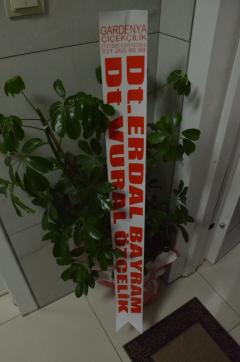 GARDENYA
ÇİÇEKÇİLİK
Dt.ERDAL BAYRAM
Dt.VURAL ÖZÇELİK